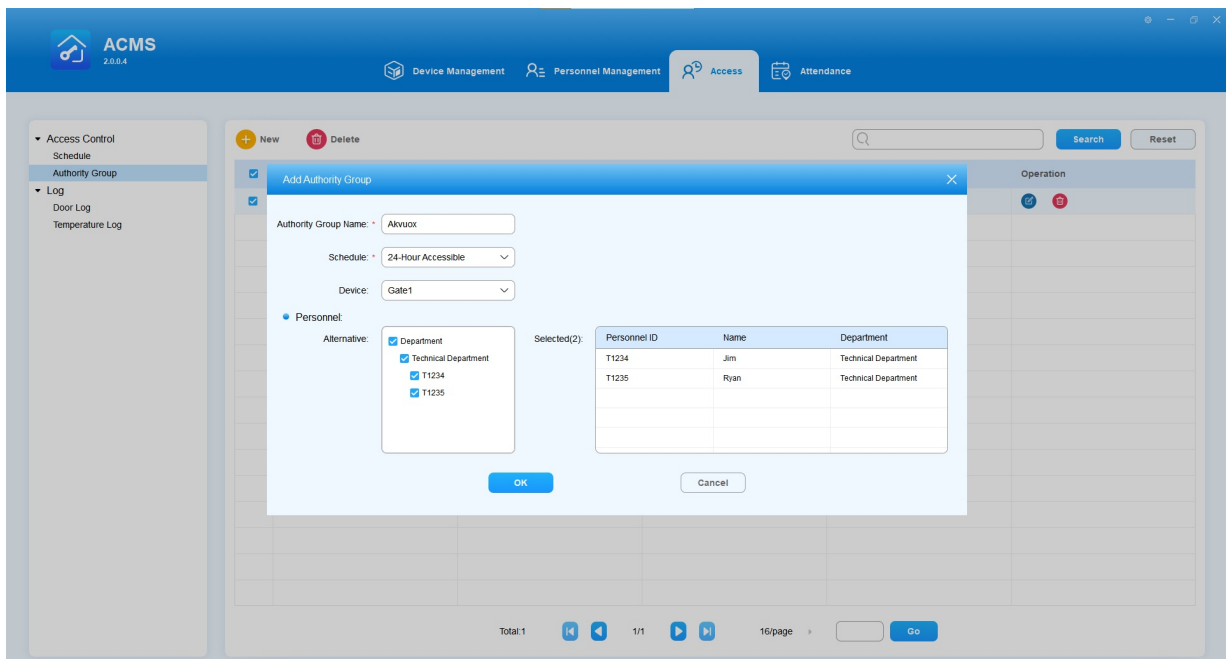 ACMS
2.0.0.4
Device Management
Personnel Management
Access
Attendance
Access Control
Schedule
Authority Group
Log
Door Log
Temperature Log
New
Delete
Search
Reset
Operation
Add Authority Group
Authority Group Name: * Akvuox
Schedule: * 24-Hour Accessible
Device: Gate1
Personnel:
Alternative:
Department
Technical Department
T1234
T1235
Selected(2):
Personnel ID Name Department
T1234 Jim Technical Department
T1235 Ryan Technical Department
OK
Cancel
Total:1 1/1 16/page Go